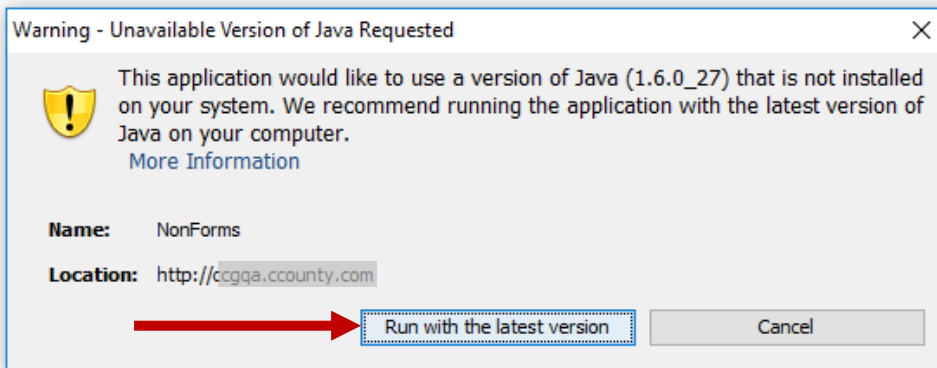 Warning - Unavailable Version of Java Requested
This application would like to use a version of Java (1.6.0_27) that is not installed
on your system. We recommend running the application with the latest version of
Java on your computer.
More Information
Name: NonForms
Location: http://ccgqa.ccounty.com
Run with the latest version Cancel